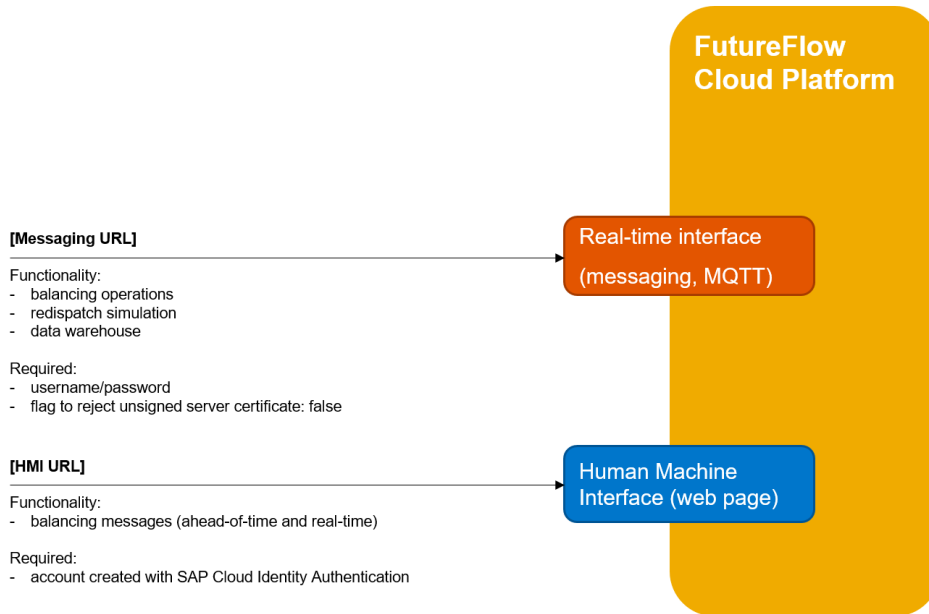 FutureFlow
Cloud Platform
[Messaging URL]
Real-time interface
(messaging, MQTT)
Functionality:
- balancing operations
- redispatch simulation
- data warehouse
Required:
- username/password
- flag to reject unsigned server certificate: false
[HMI URL]
Human Machine
Interface (web page)
Functionality:
- balancing messages (ahead-of-time and real-time)
Required:
- account created with SAP Cloud Identity Authentication